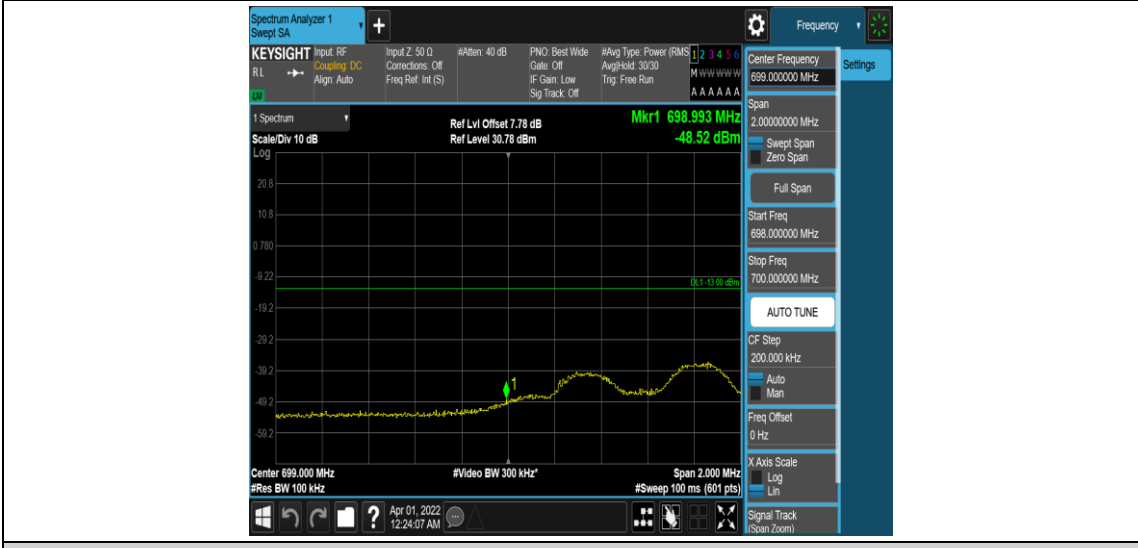 Spectrum Analyzer 1
Swept SA
+
Frequency
KEYSIGHT
RL
LXI
Input: RF
Coupling: DC
Align: Auto
Input Z: 50 Ω
Corrections: Off
Freq Ref: Int (S)
#Atten: 40 dB
PNO: Best Wide
Gate: Off
IF Gain: Low
Sig Track: Off
#Avg Type: Power (RMS
Avg|Hold: 30/30
Trig: Free Run
1 2 3 4 5 6
M W W W W W
A A A A A A
1 Spectrum
Scale/Div 10 dB
Log
Ref Lvl Offset 7.78 dB
Ref Level 30.78 dBm
Mkr1 698.993 MHz
-48.52 dBm
20.8
10.8
0.780
-9.22
-19.2
-29.2
-39.2
-49.2
-59.2
DL1 -13.00 dBm
1
Center 699.000 MHz
#Res BW 100 kHz
#Video BW 300 kHz*
Span 2.000 MHz
#Sweep 100 ms (601 pts)
Apr 01, 2022
12:24:07 AM
?
Center Frequency
699.000000 MHz
Settings
Span
2.00000000 MHz
Swept Span
Zero Span
Full Span
Start Freq
698.000000 MHz
Stop Freq
700.000000 MHz
AUTO TUNE
CF Step
200.000 kHz
Auto
Man
Freq Offset
0 Hz
X Axis Scale
Log
Lin
Signal Track
(Span Zoom)